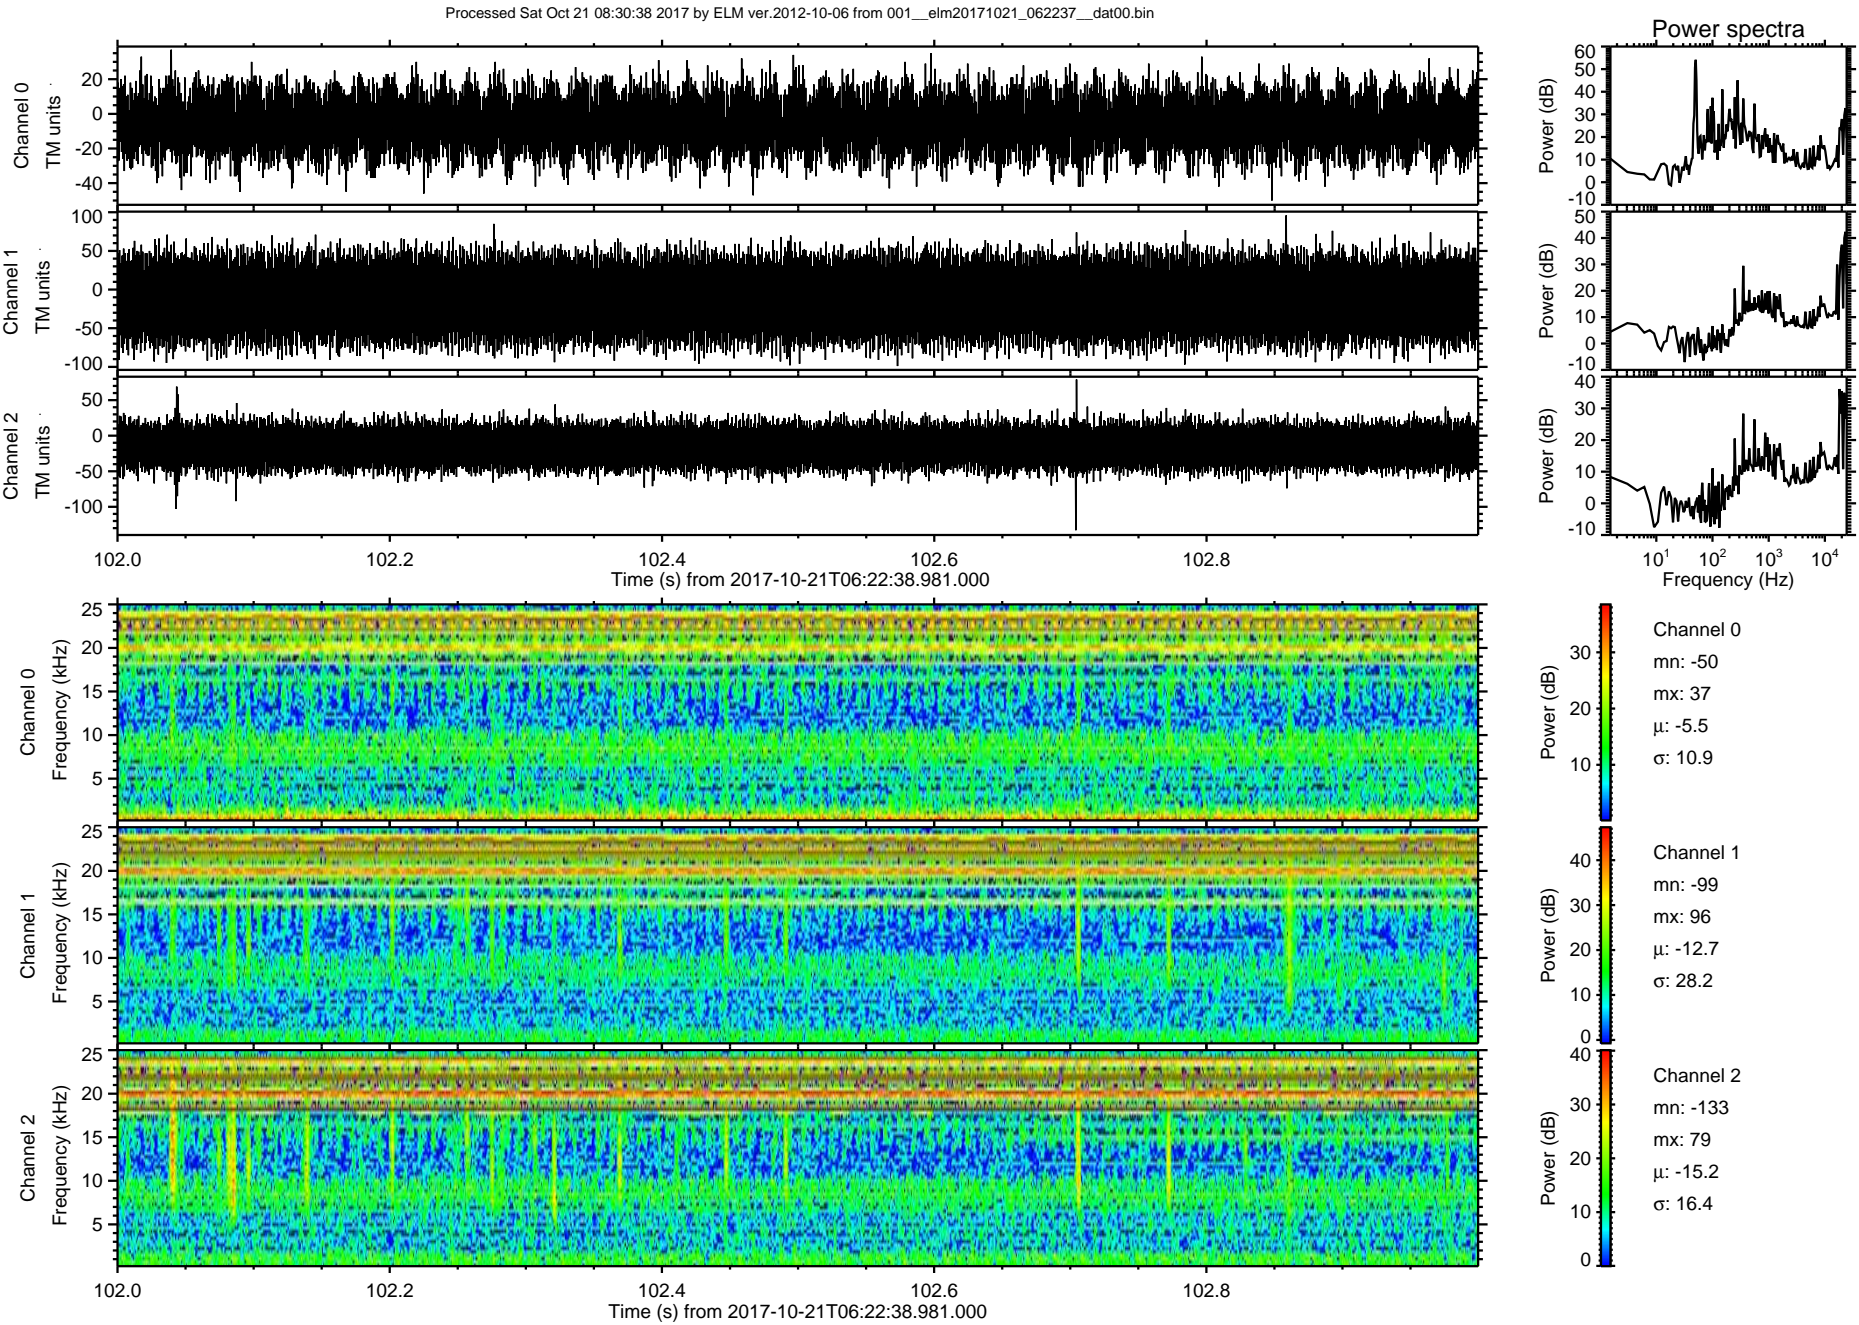 Processed Sat Oct 21 08:30:38 2017 by ELM ver.2012-10-06 from 001__elm20171021_062237__dat00.bin
Power spectra
Channel 0
TM units
20
0
-20
-40
Power (dB)
60
50
40
30
20
10
0
-10
Channel 1
TM units
100
50
0
-50
-100
Power (dB)
50
40
30
20
10
0
-10
Channel 2
TM units
50
0
-50
-100
Power (dB)
40
30
20
10
0
-10
102.0 102.2 102.4 102.6 102.8
Time (s) from 2017-10-21T06:22:38.981.000
10¹ 10² 10³ 10⁴
Frequency (Hz)
Channel 0
Frequency (kHz)
25
20
15
10
5
Power (dB)
30
20
10
Channel 0
mn: -50
mx: 37
μ: -5.5
σ: 10.9
Channel 1
Frequency (kHz)
25
20
15
10
5
Power (dB)
40
30
20
10
0
Channel 1
mn: -99
mx: 96
μ: -12.7
σ: 28.2
Channel 2
Frequency (kHz)
25
20
15
10
5
Power (dB)
40
30
20
10
0
Channel 2
mn: -133
mx: 79
μ: -15.2
σ: 16.4
102.0 102.2 102.4 102.6 102.8
Time (s) from 2017-10-21T06:22:38.981.000